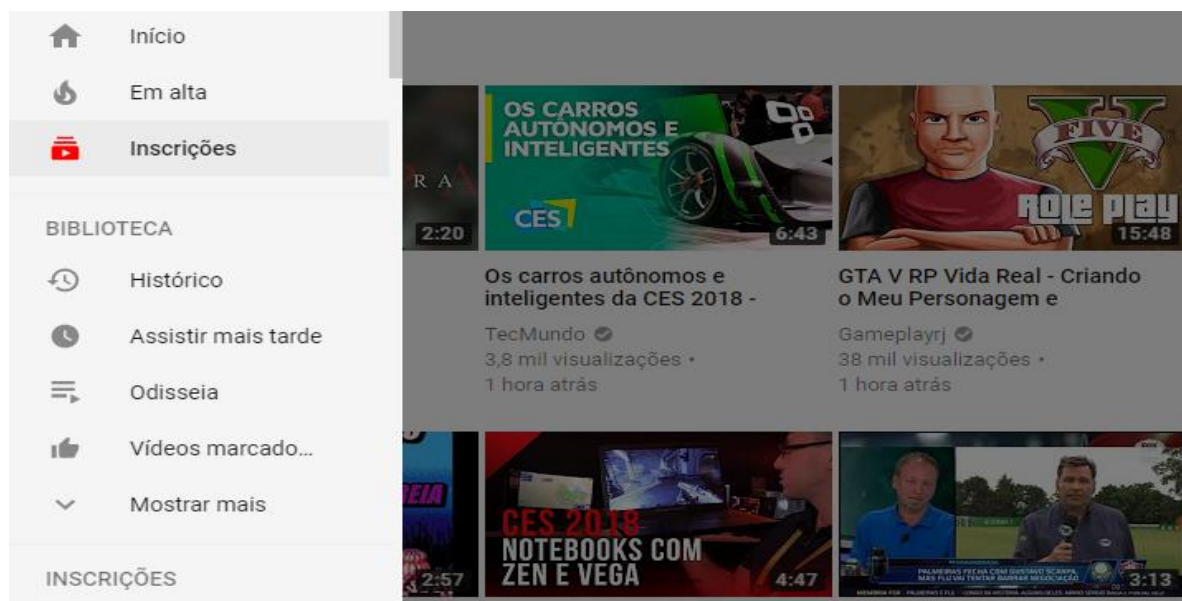 Início
Em alta
Inscrições
BIBLIOTECA
Histórico
Assistir mais tarde
Odisseia
Vídeos marcado...
Mostrar mais
INSCRIÇÕES
R A
2:20
OS CARROS
AUTÔNOMOS E
INTELIGENTES
CES
6:43
Os carros autônomos e
inteligentes da CES 2018 -
TecMundo
3,8 mil visualizações •
1 hora atrás
V
FIVE
ROLE PLAY
15:48
GTA V RP Vida Real - Criando
o Meu Personagem e
Gameplayrj
38 mil visualizações •
1 hora atrás
2:57
CES 2018
NOTEBOOKS COM
ZEN E VEGA
4:47
PALMEIRAS FECHA COM GUSTAVO SCARPA,
MAS FLU VAI TENTAR BARRAR NEGOCIAÇÃO
3:13